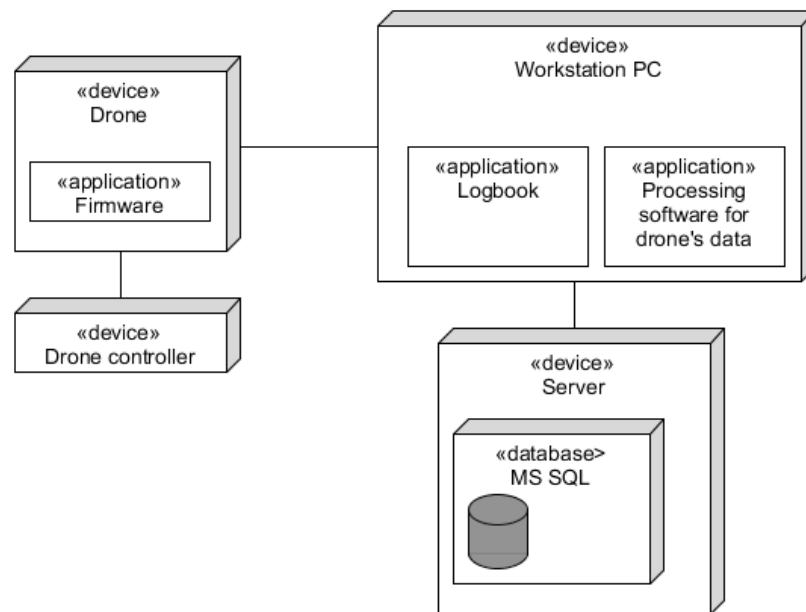 «device»
Drone
«application»
Firmware
«device»
Drone controller
«device»
Workstation PC
«application»
Logbook
«application»
Processing
software for
drone's data
«device»
Server
«database>
MS SQL